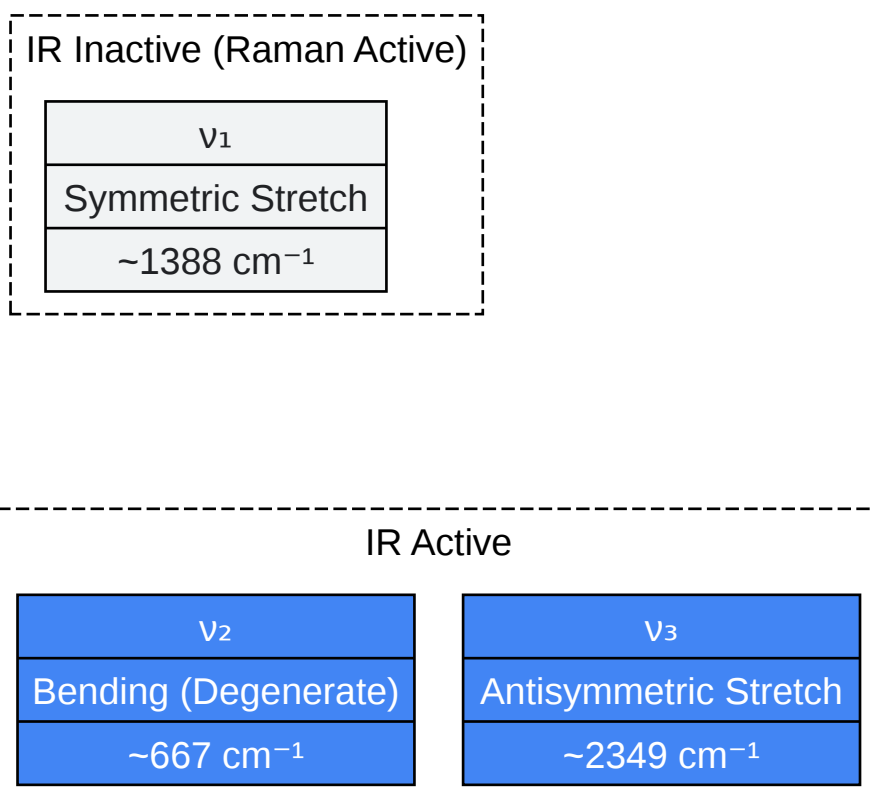 IR Inactive (Raman Active)
ν₁
Symmetric Stretch
~1388 cm⁻¹
IR Active
ν₂
Bending (Degenerate)
~667 cm⁻¹
ν₃
Antisymmetric Stretch
~2349 cm⁻¹